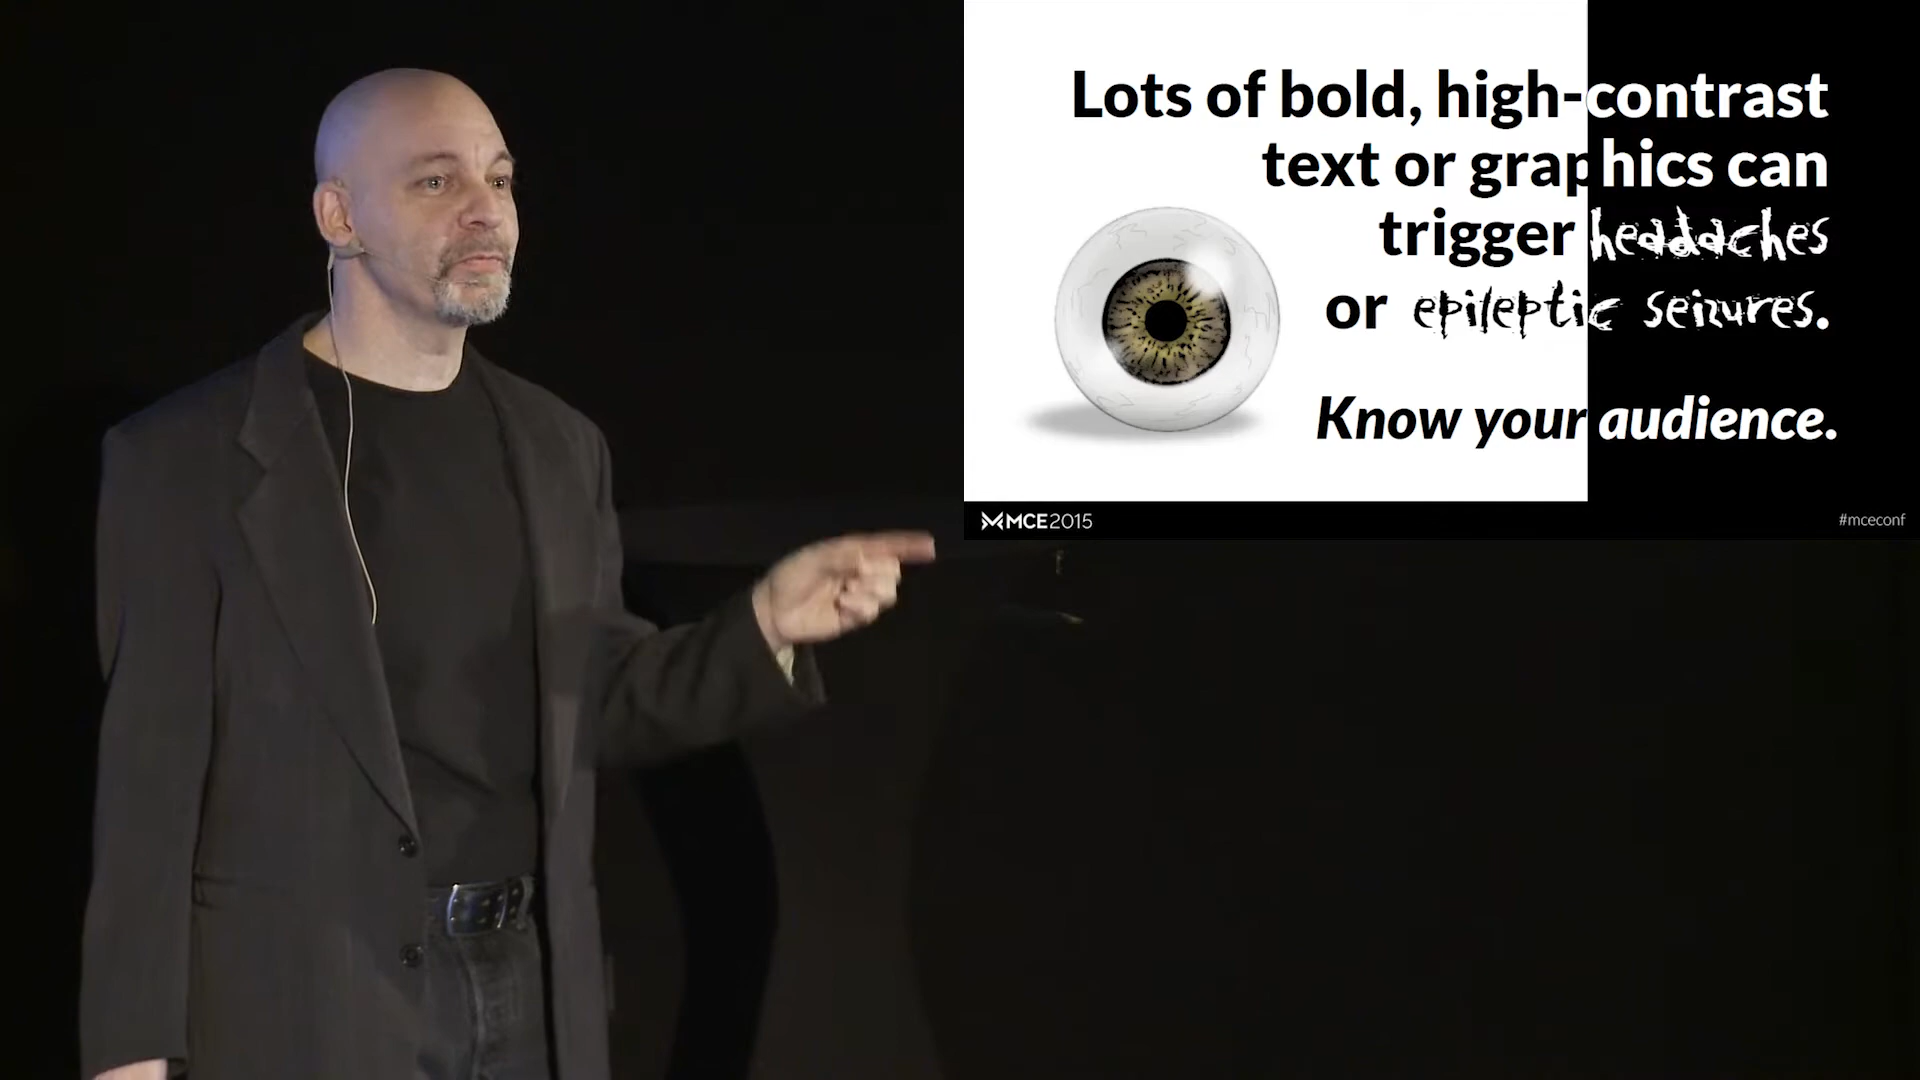 Lots of bold, high-contrast
text or graphics can
trigger headaches
or epileptic seizures.
Know your audience.
MCE2015
#mceconf